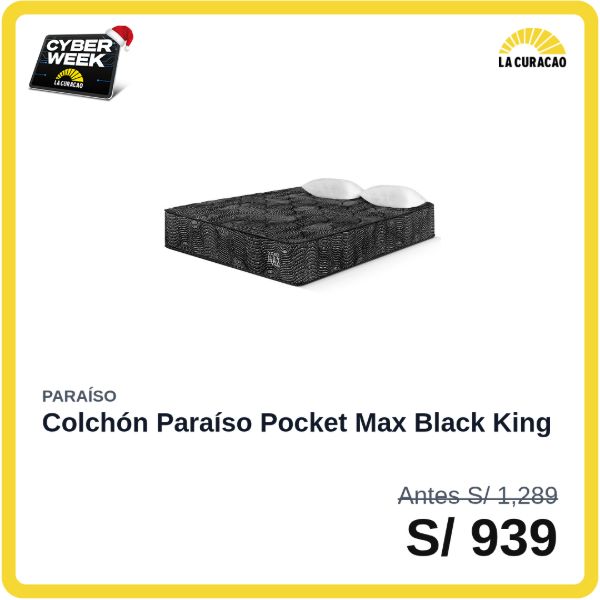 CYBER
WEEK
LA CURACAO
LA CURACAO
PARAÍSO
Colchón Paraíso Pocket Max Black King
Antes S/ 1,289
S/ 939